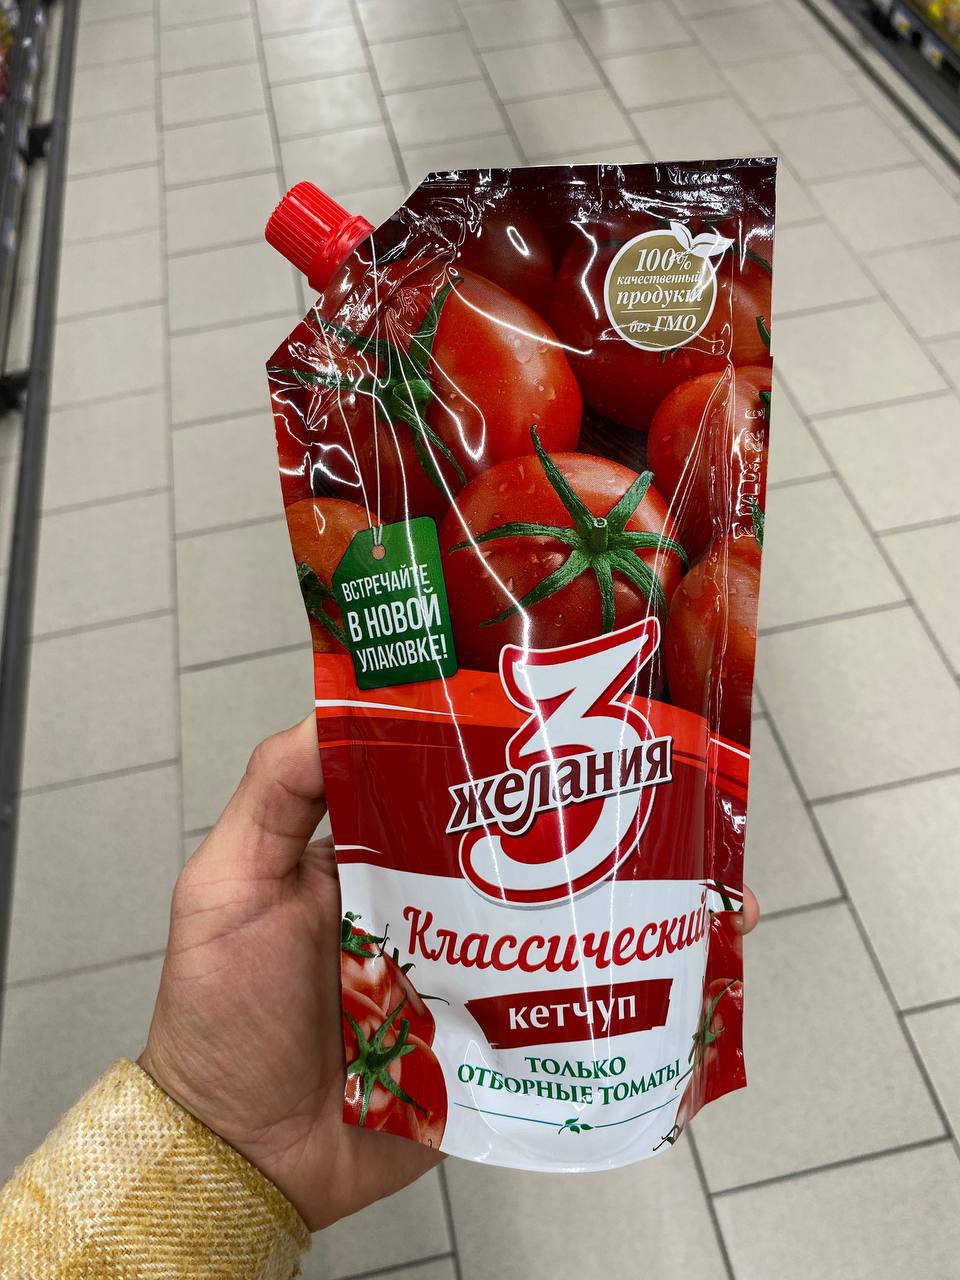 100%
качественный
продукт
без ГМО
ВСТРЕЧАЙТЕ
В НОВОЙ
УПАКОВКЕ!
3
желания
Классический
кетчуп
ТОЛЬКО
ОТБОРНЫЕ ТОМАТЫ